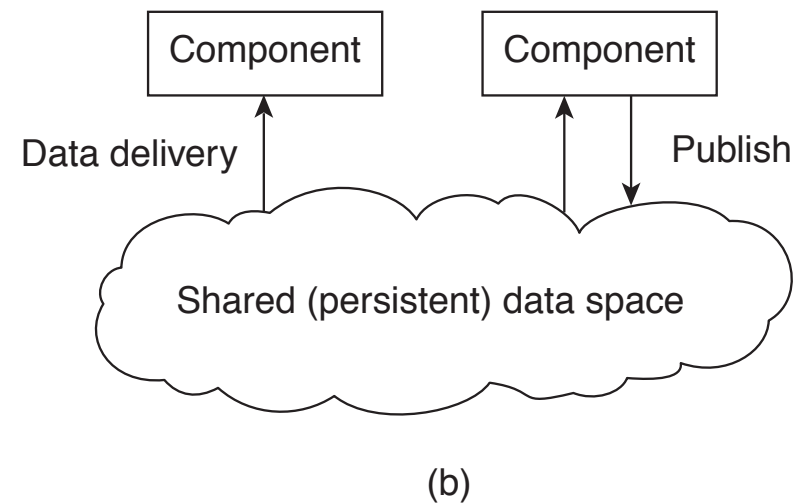 Component
Component
Data delivery
Publish
Shared (persistent) data space
(b)